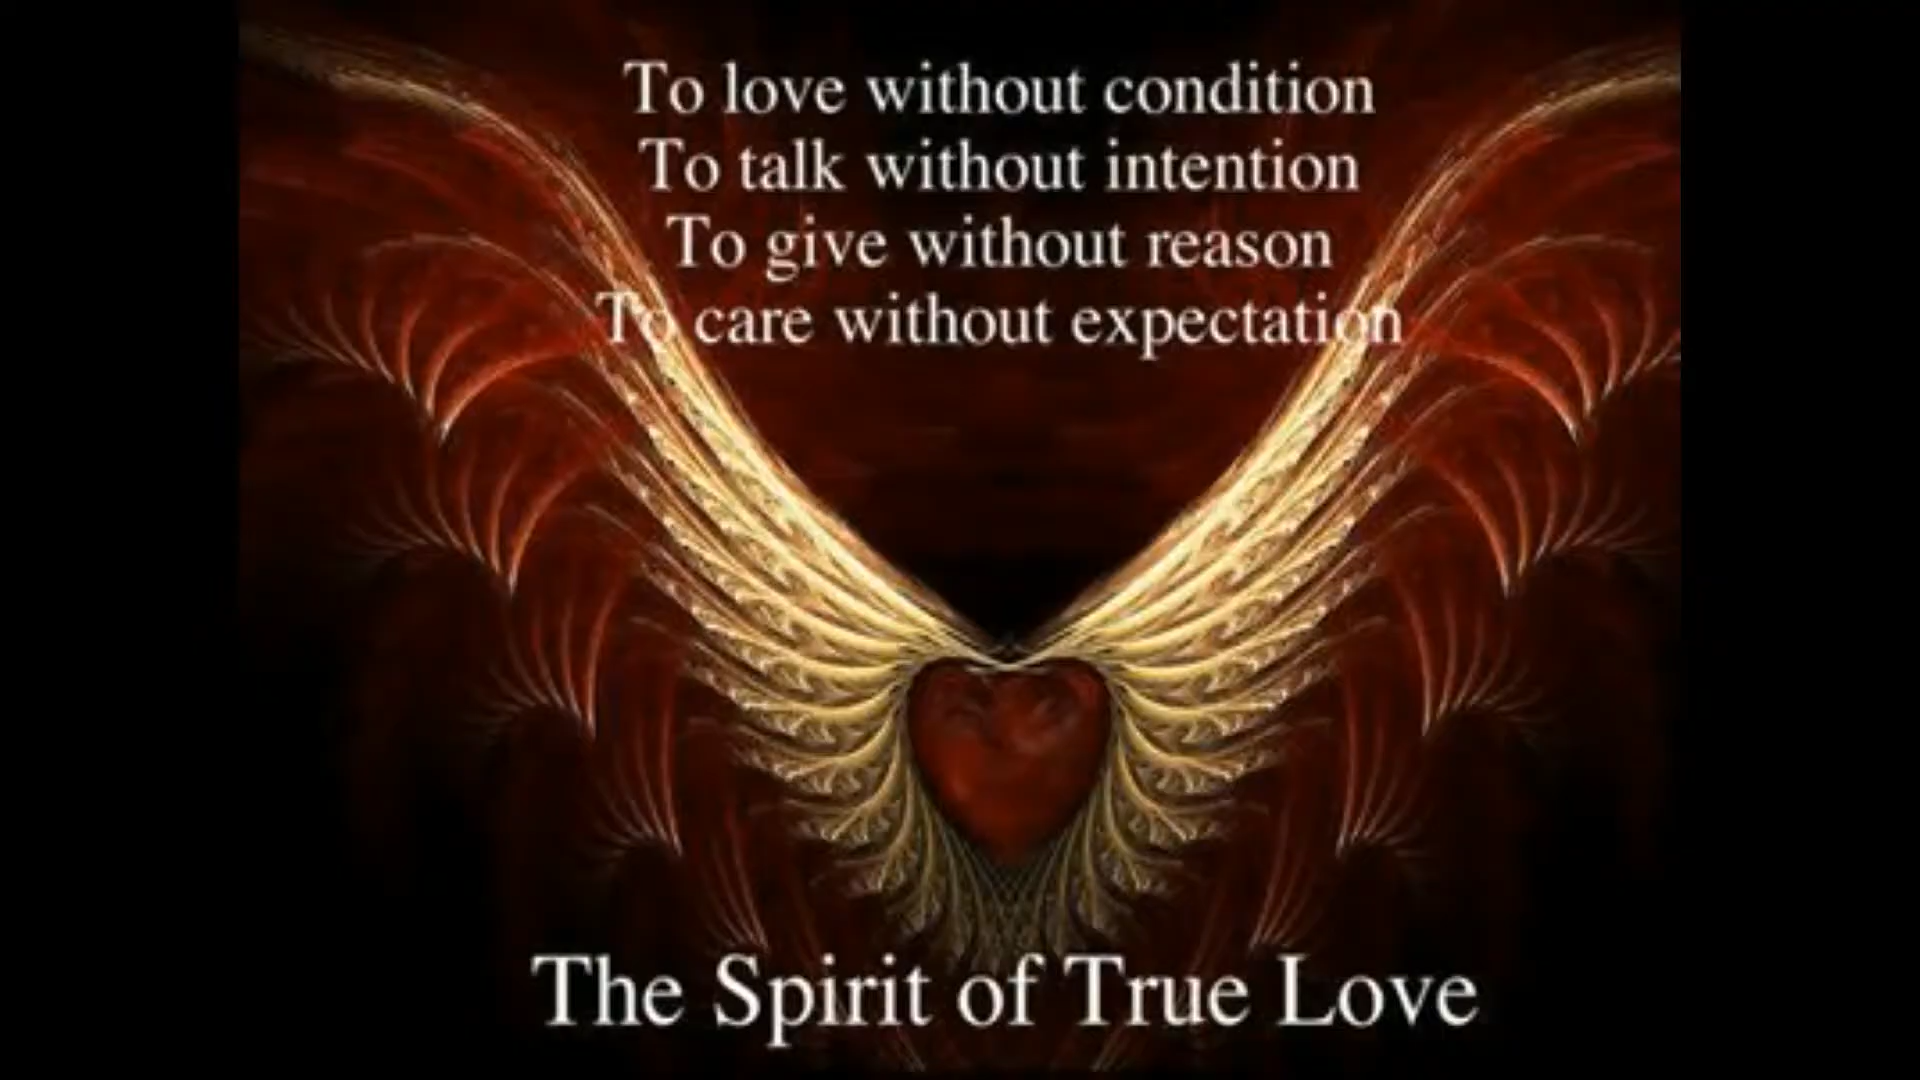 To love without condition
To talk without intention
To give without reason
To care without expectation
The Spirit of True Love